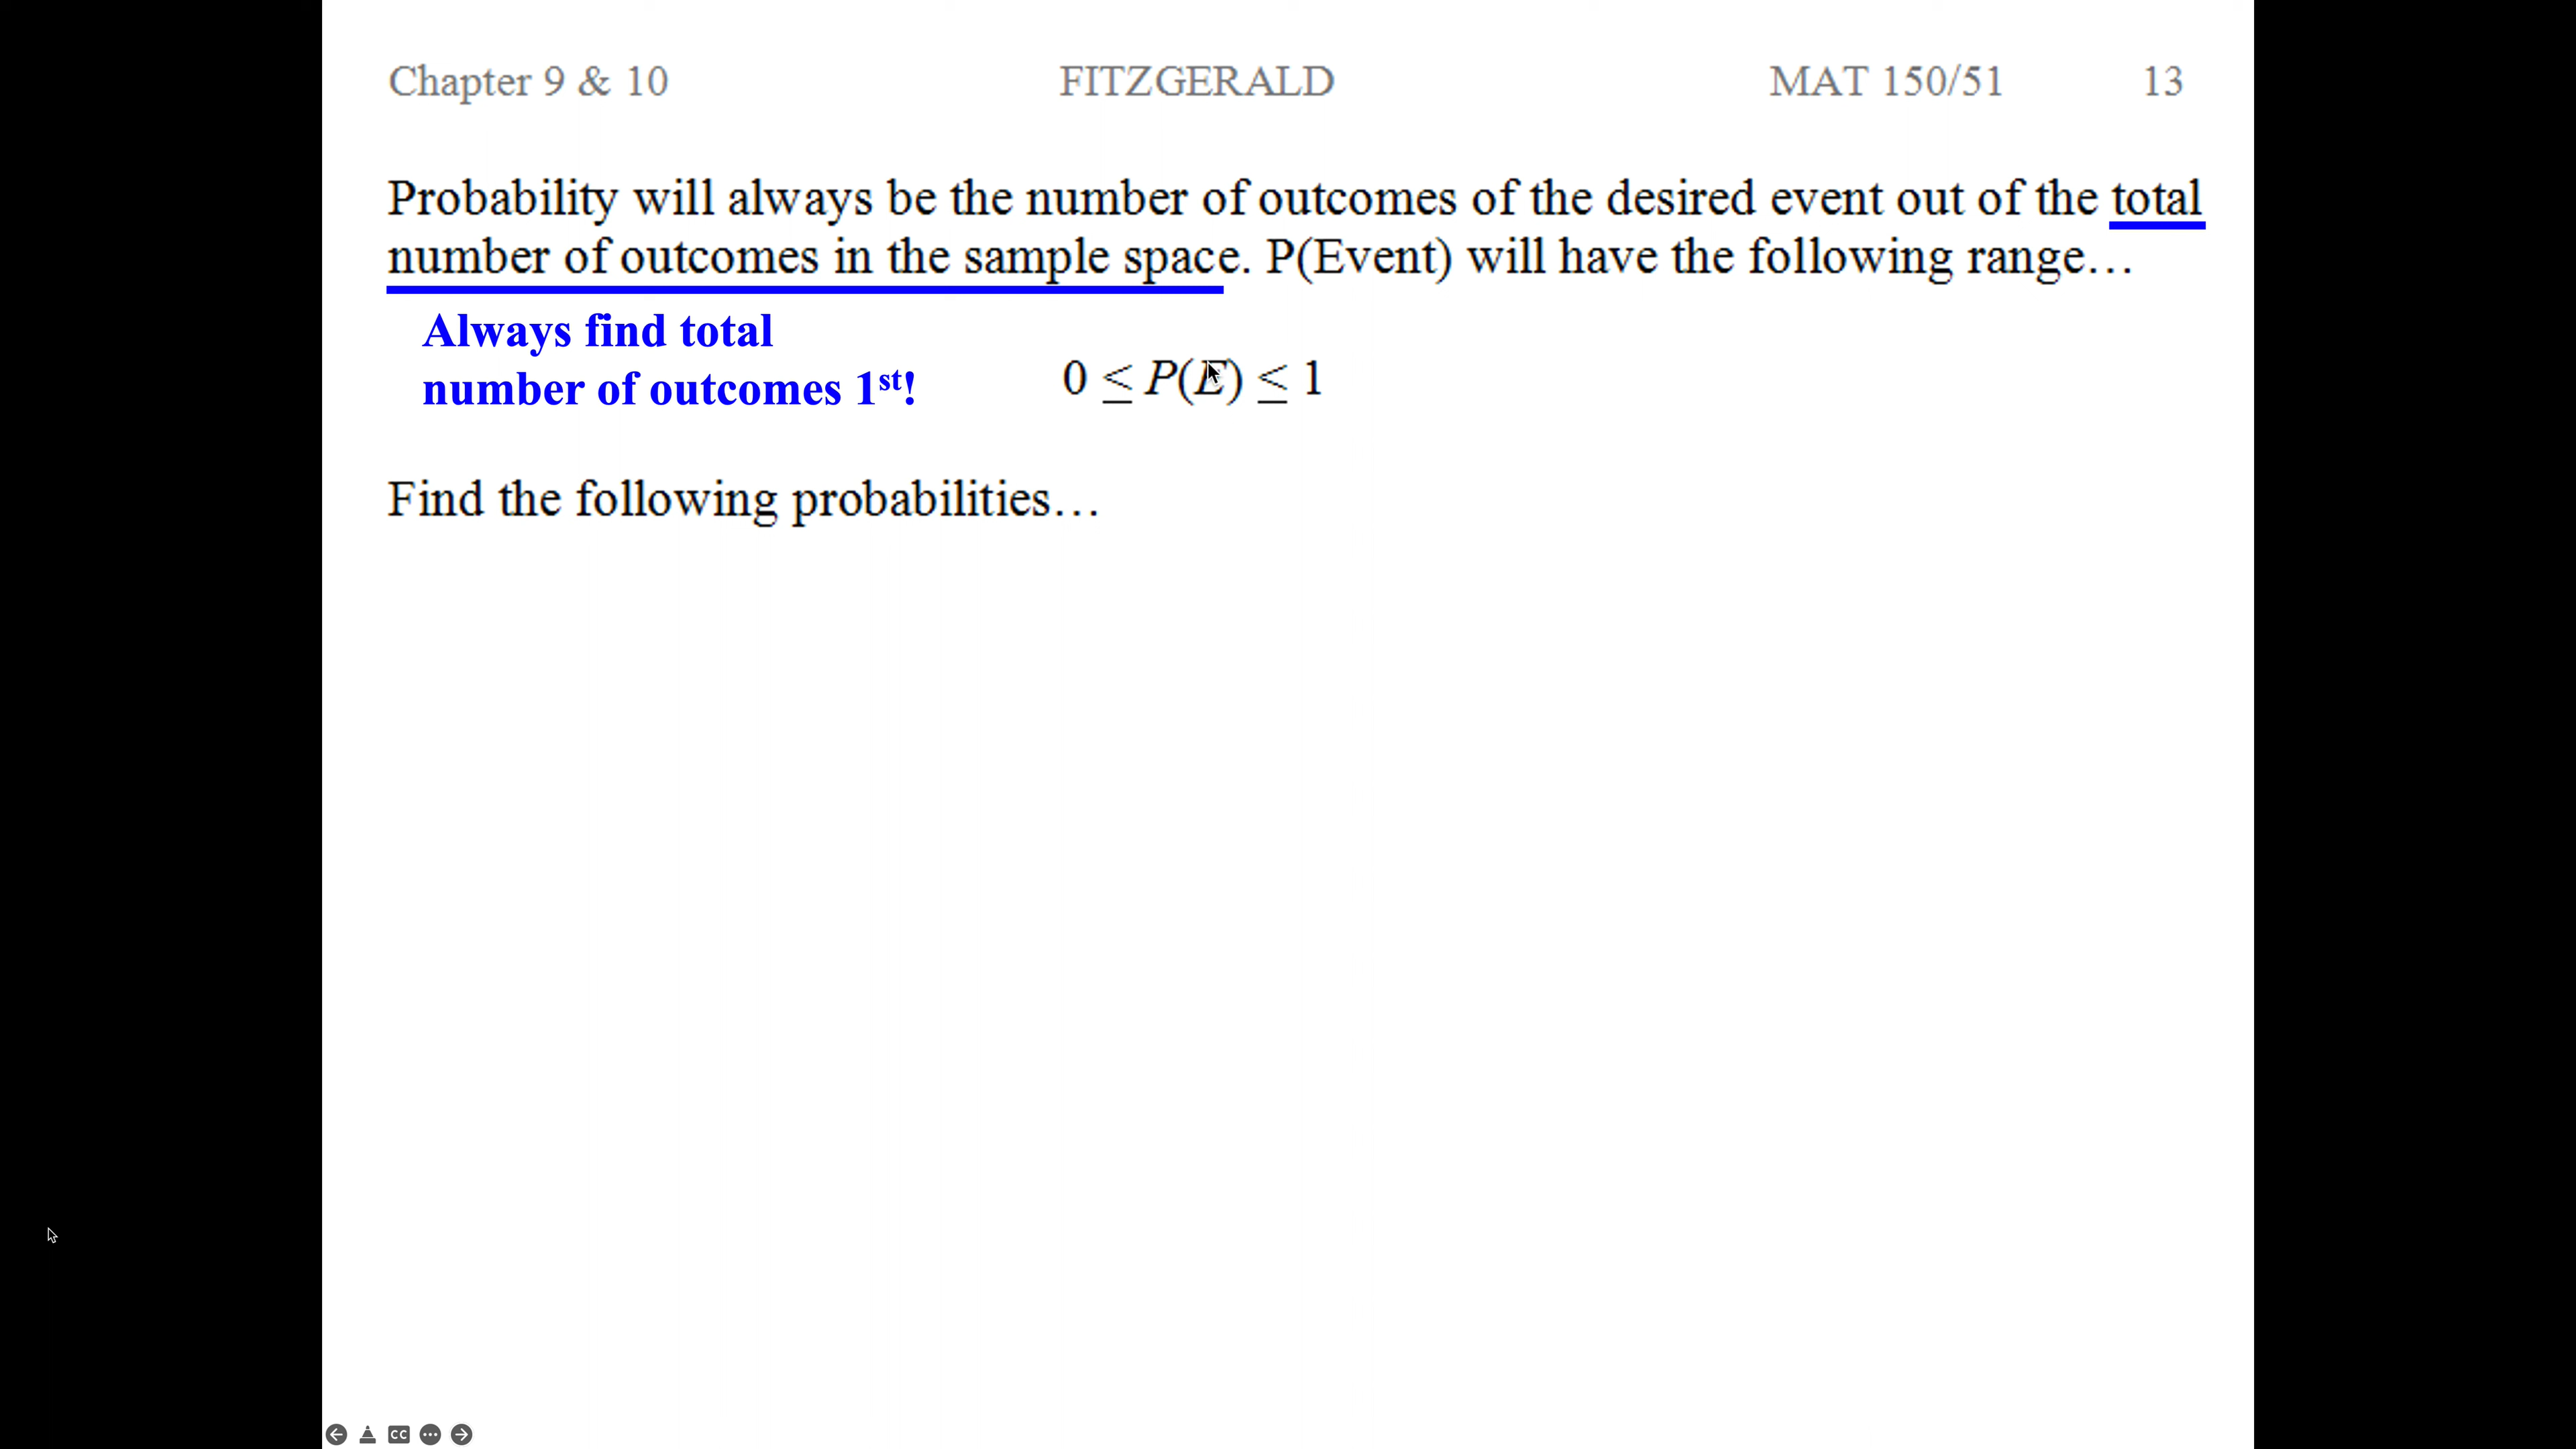 Chapter 9 & 10 FITZGERALD MAT 150/51 13
Probability will always be the number of outcomes of the desired event out of the total
number of outcomes in the sample space. P(Event) will have the following range…
Always find total
number of outcomes 1st!
0 ≤ P(E) ≤ 1
Find the following probabilities…
CC